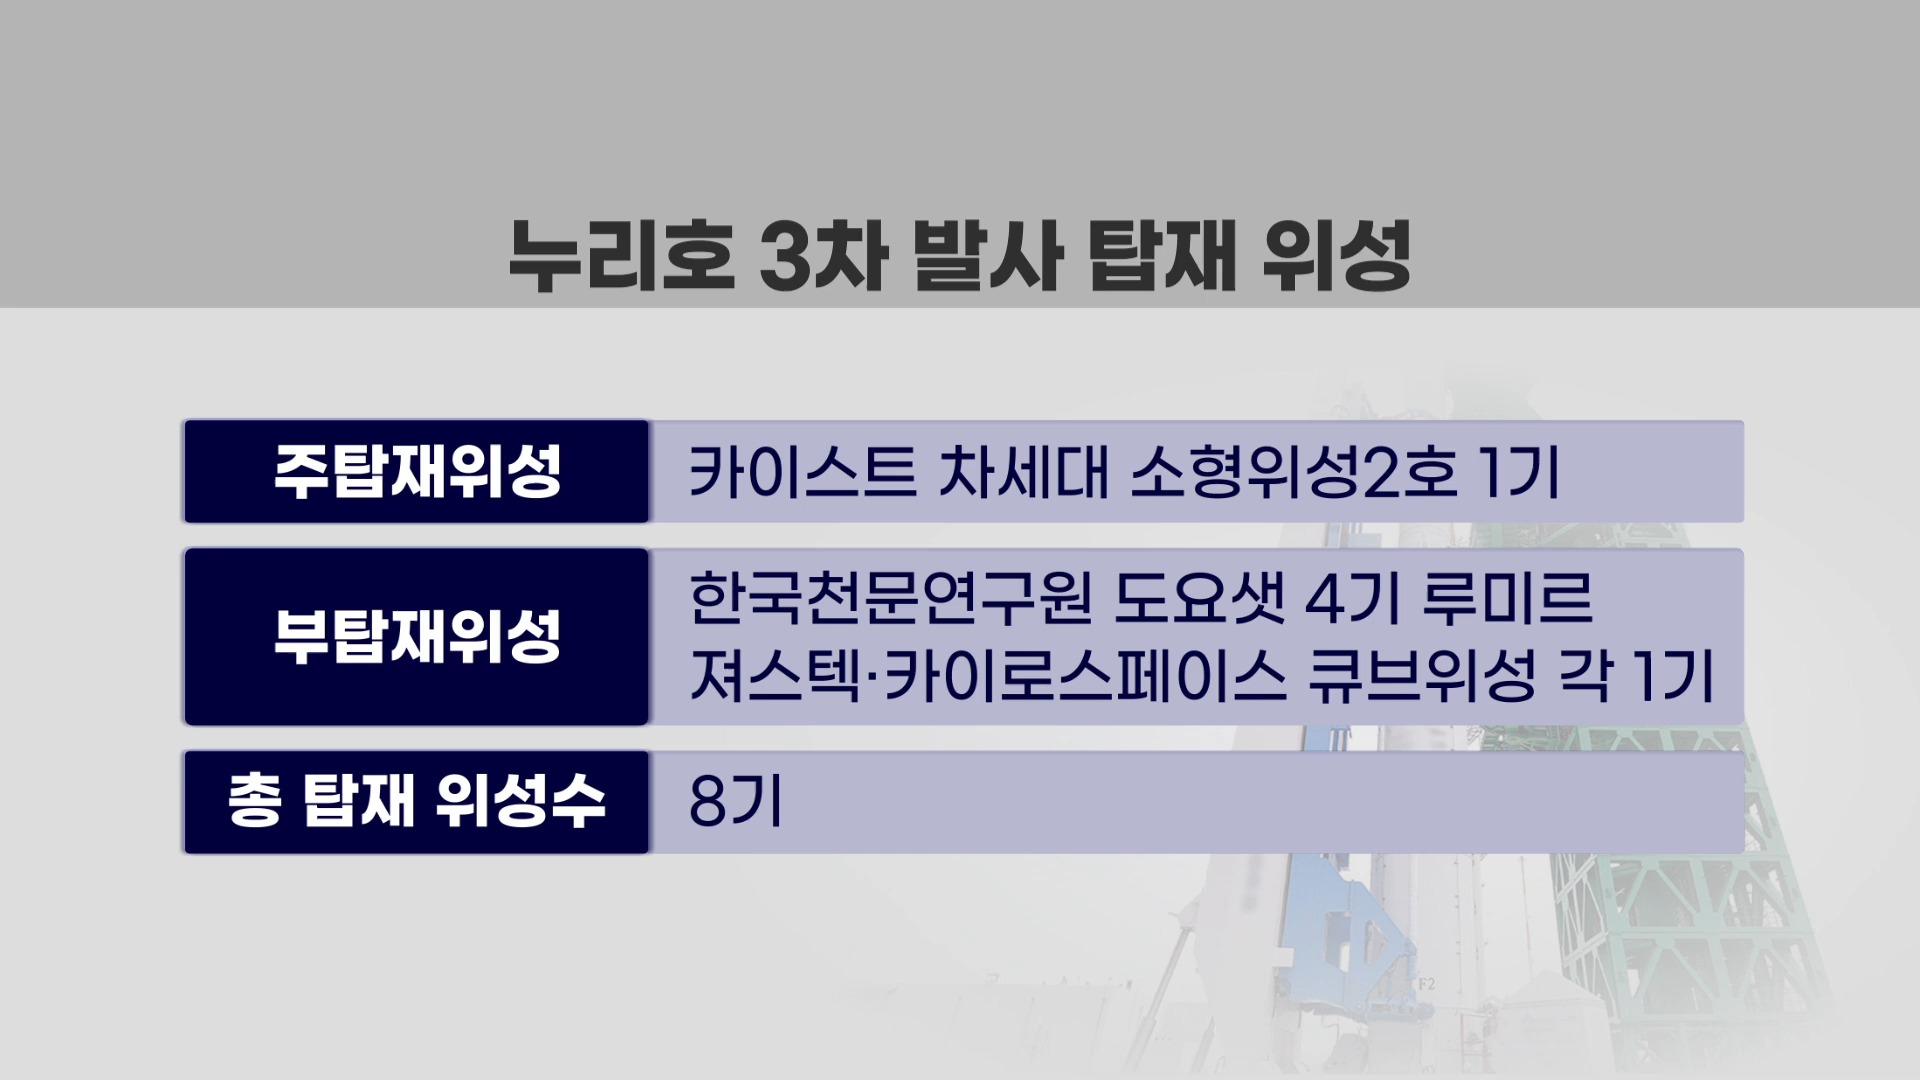 누리호 3차 발사 탑재 위성
주탑재위성
카이스트 차세대 소형위성2호 1기
부탑재위성
한국천문연구원 도요샛 4기 루미르
져스텍·카이로스페이스 큐브위성 각 1기
총 탑재 위성수
8기
F2